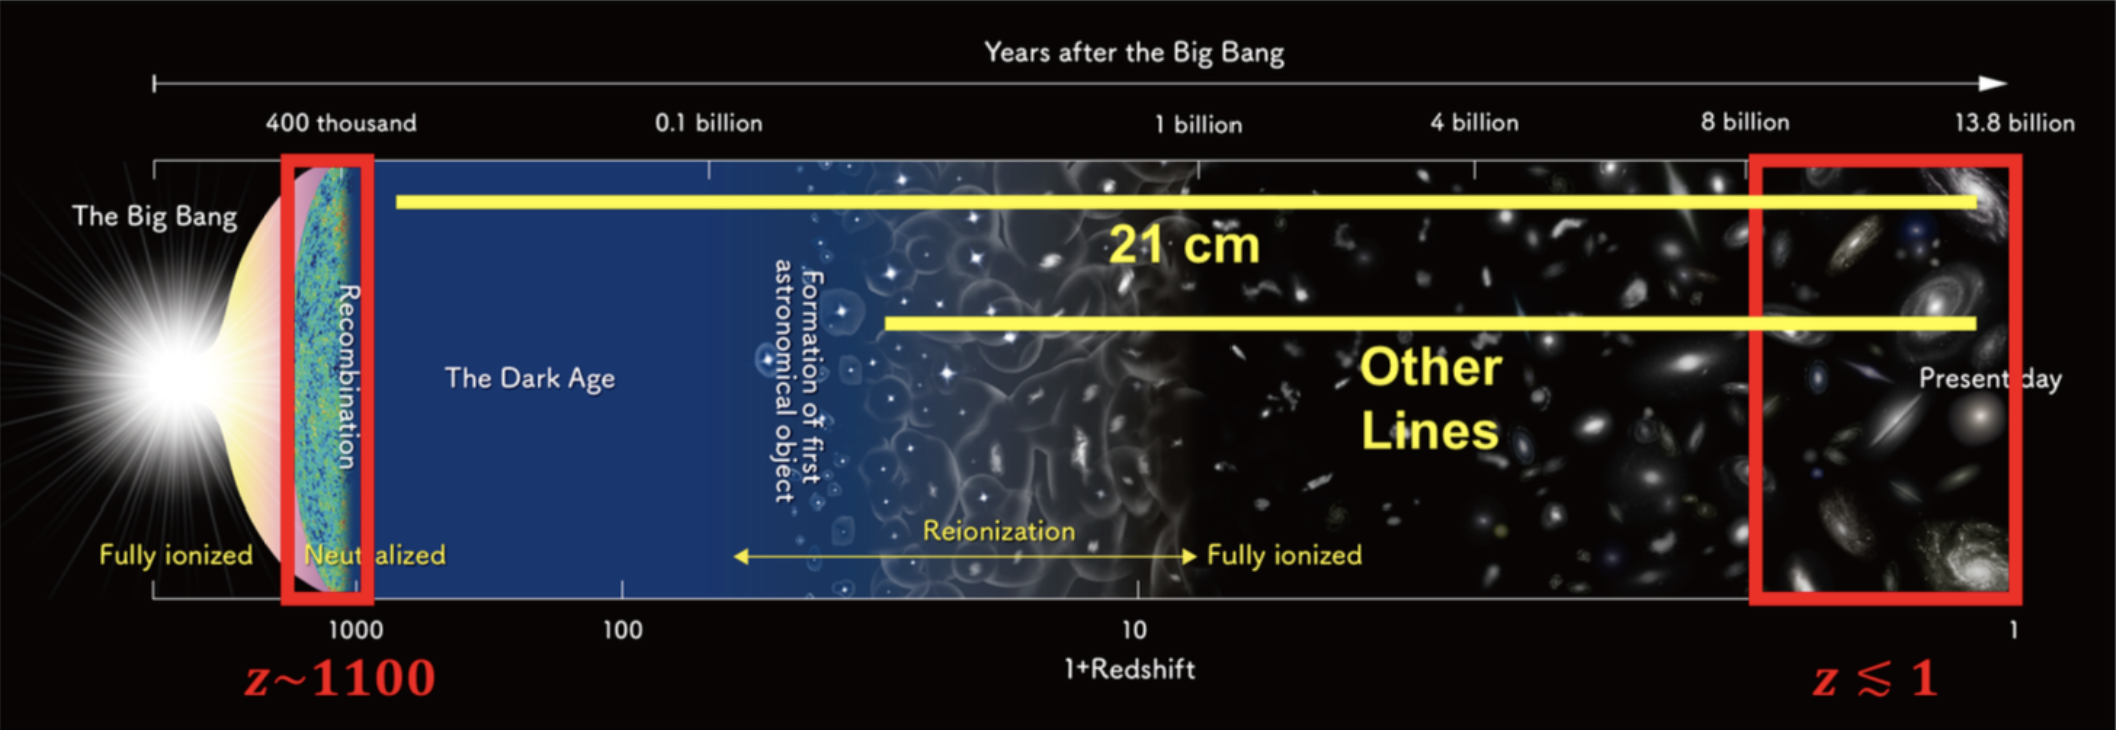 Years after the Big Bang
400 thousand
0.1 billion
1 billion
4 billion
8 billion
13.8 billion
The Big Bang
21 cm
Recombination
Formation of first
astronomical object
The Dark Age
Other
Lines
Present day
Reionization
Fully ionized
Neutralized
Fully ionized
1000
100
10
1
1+Redshift
z~1100
z ≲ 1